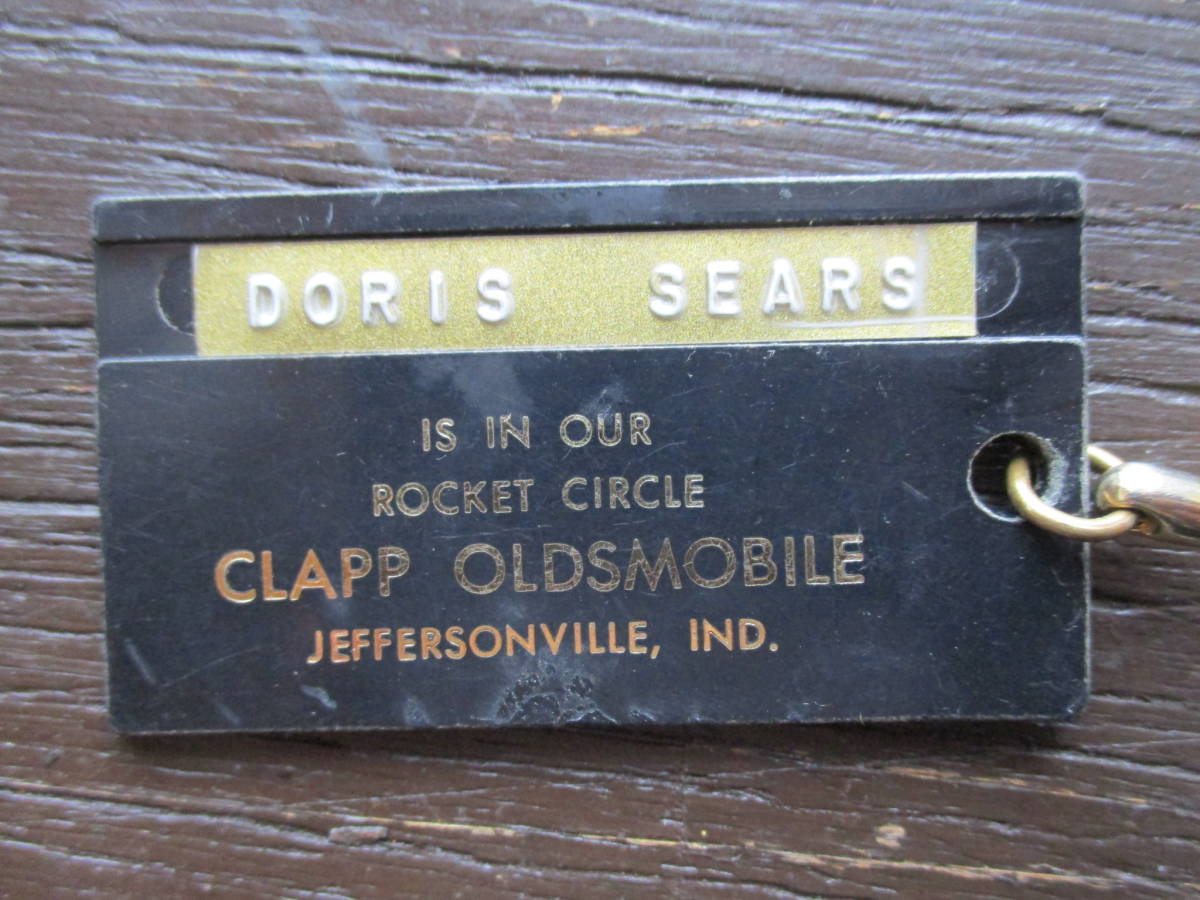 DORIS SEARS
IS IN OUR
ROCKET CIRCLE
CLAPP OLDSMOBILE
JEFFERSONVILLE, IND.